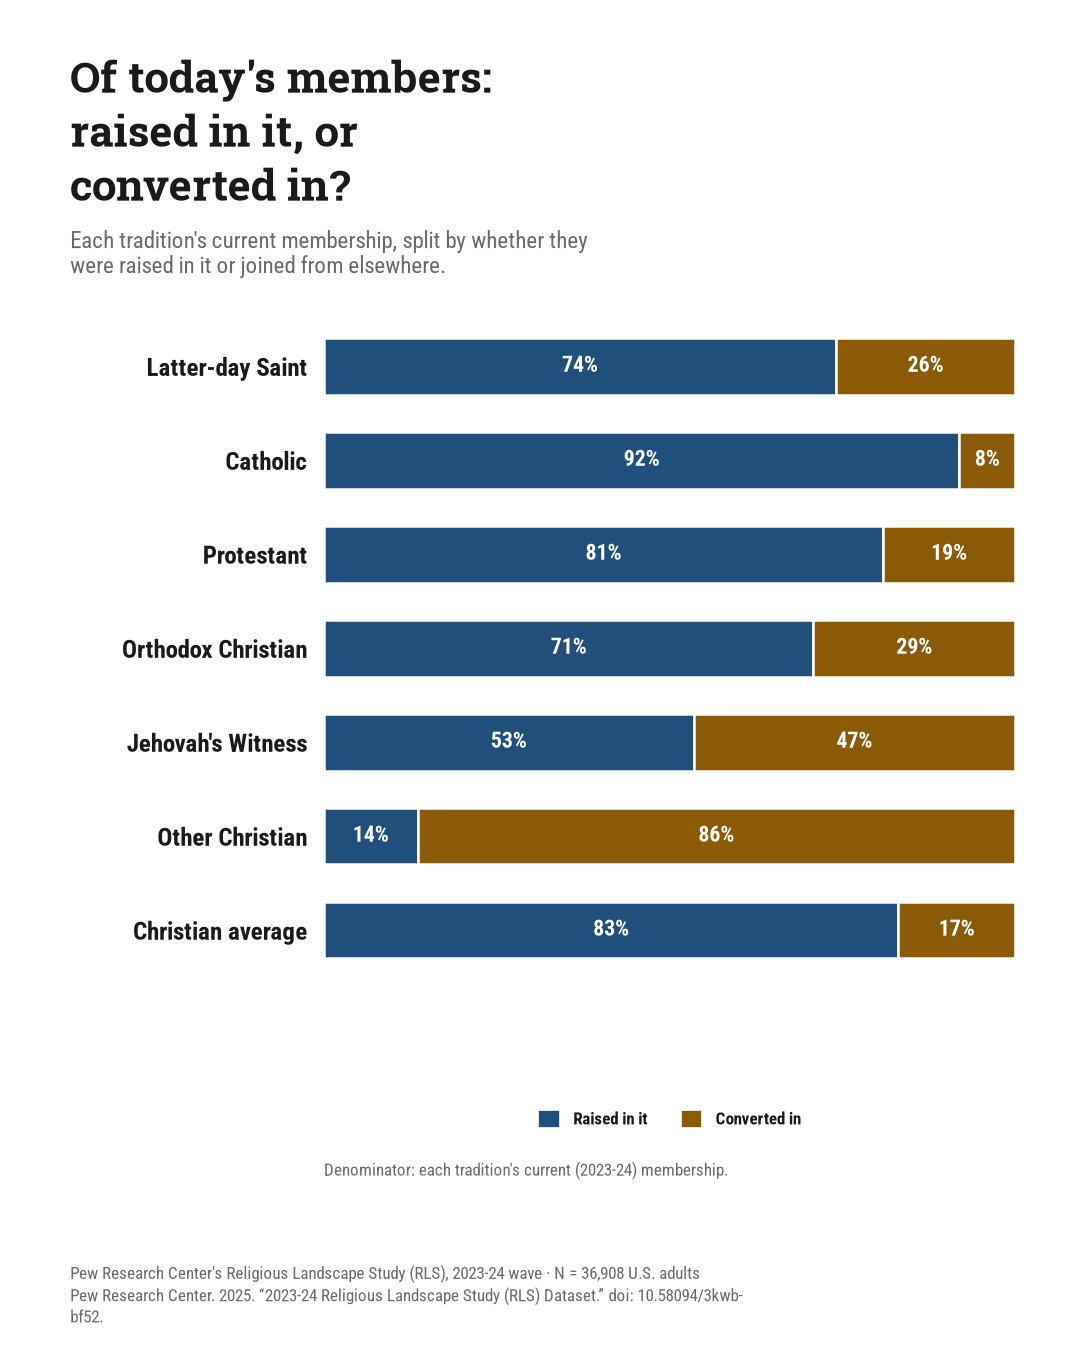 Of today's members:
raised in it, or
converted in?
Each tradition's current membership, split by whether they
were raised in it or joined from elsewhere.
Latter-day Saint 74% 26%
Catholic 92% 8%
Protestant 81% 19%
Orthodox Christian 71% 29%
Jehovah's Witness 53% 47%
Other Christian 14% 86%
Christian average 83% 17%
Raised in it Converted in
Denominator: each tradition's current (2023-24) membership.
Pew Research Center's Religious Landscape Study (RLS), 2023-24 wave · N = 36,908 U.S. adults
Pew Research Center. 2025. “2023-24 Religious Landscape Study (RLS) Dataset.” doi: 10.58094/3kwb-
bf52.